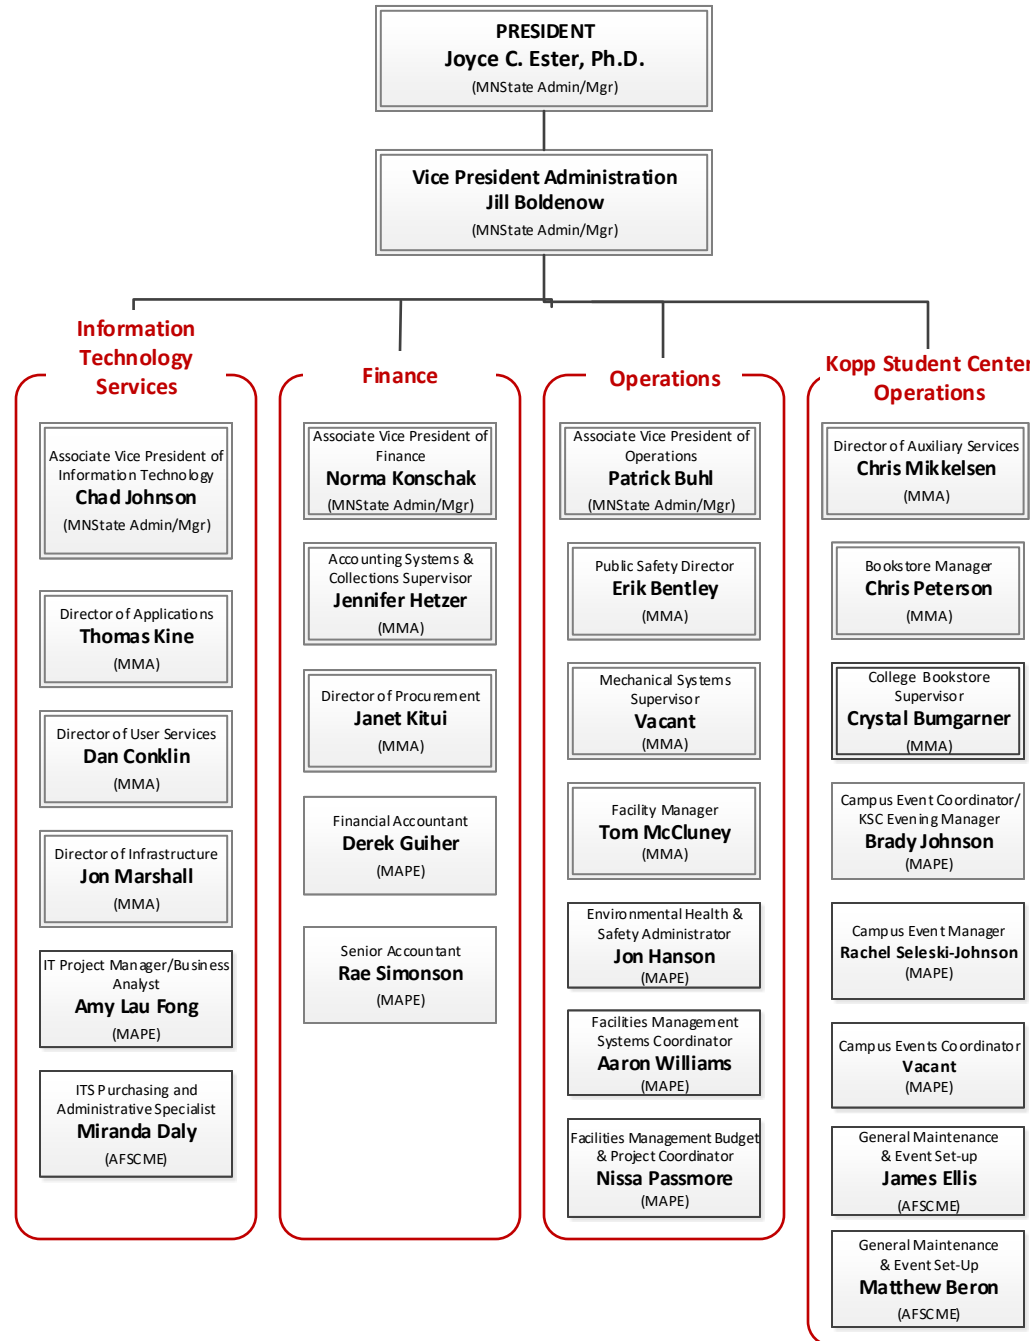 PRESIDENT
Joyce C. Ester, Ph.D.
(MNState Admin/Mgr)
Vice President Administration
Jill Boldenow
(MNState Admin/Mgr)
Information
Technology
Services
Associate Vice President of
Information Technology
Chad Johnson
(MNState Admin/Mgr)
Director of Applications
Thomas Kine
(MMA)
Director of User Services
Dan Conklin
(MMA)
Director of Infrastructure
Jon Marshall
(MMA)
IT Project Manager/Business
Analyst
Amy Lau Fong
(MAPE)
ITS Purchasing and
Administrative Specialist
Miranda Daly
(AFSCME)
Finance
Associate Vice President of
Finance
Norma Konschak
(MNState Admin/Mgr)
Accounting Systems &
Collections Supervisor
Jennifer Hetzer
(MMA)
Director of Procurement
Janet Kitui
(MMA)
Financial Accountant
Derek Guiher
(MAPE)
Senior Accountant
Rae Simonson
(MAPE)
Operations
Associate Vice President of
Operations
Patrick Buhl
(MNState Admin/Mgr)
Public Safety Director
Erik Bentley
(MMA)
Mechanical Systems
Supervisor
Vacant
(MMA)
Facility Manager
Tom McCluney
(MMA)
Environmental Health &
Safety Administrator
Jon Hanson
(MAPE)
Facilities Management
Systems Coordinator
Aaron Williams
(MAPE)
Facilities Management Budget
& Project Coordinator
Nissa Passmore
(MAPE)
Kopp Student Center
Operations
Director of Auxiliary Services
Chris Mikkelsen
(MMA)
Bookstore Manager
Chris Peterson
(MMA)
College Bookstore
Supervisor
Crystal Bumgarner
(MMA)
Campus Event Coordinator/
KSC Evening Manager
Brady Johnson
(MAPE)
Campus Event Manager
Rachel Seleski-Johnson
(MAPE)
Campus Events Coordinator
Vacant
(MAPE)
General Maintenance
& Event Set-up
James Ellis
(AFSCME)
General Maintenance
& Event Set-Up
Matthew Beron
(AFSCME)